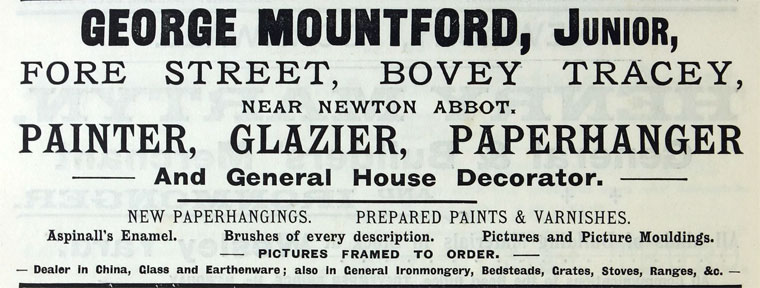 GEORGE MOUNTFORD, JUNIOR,
FORE STREET, BOVEY TRACEY,
NEAR NEWTON ABBOT.
PAINTER, GLAZIER, PAPERHANGER
And General House Decorator.
NEW PAPERHANGINGS. PREPARED PAINTS & VARNISHES.
Aspinall's Enamel. Brushes of every description. Pictures and Picture Mouldings.
— PICTURES FRAMED TO ORDER. —
— Dealer in China, Glass and Earthenware; also in General Ironmongery, Bedsteads, Grates, Stoves, Ranges, &c. —